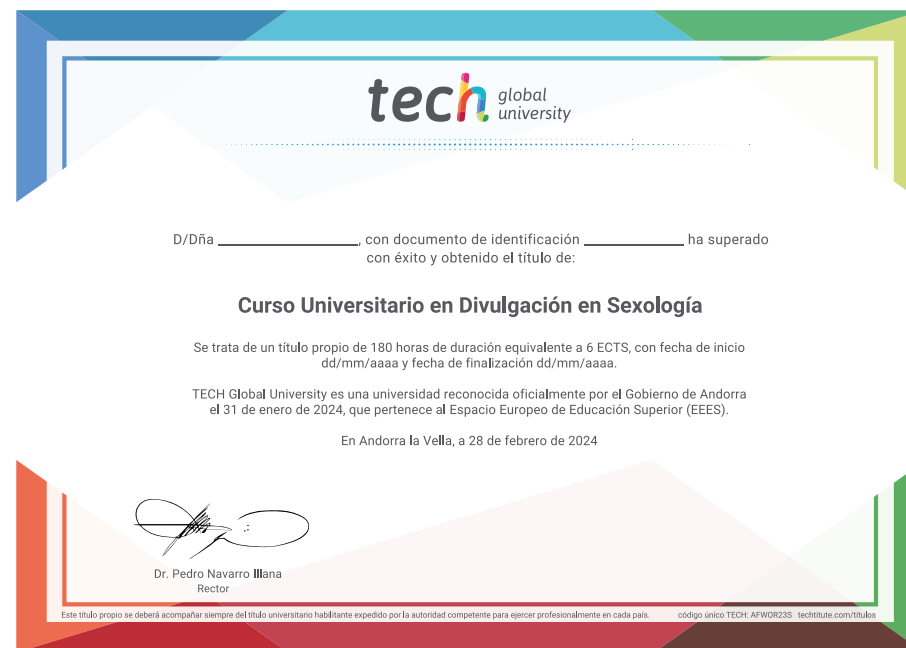 tech global university
D/Dña ____________, con documento de identificación ____________ ha superado
con éxito y obtenido el título de:
Curso Universitario en Divulgación en Sexología
Se trata de un título propio de 180 horas de duración equivalente a 6 ECTS, con fecha de inicio
dd/mm/aaaa y fecha de finalización dd/mm/aaaa.
TECH Global University es una universidad reconocida oficialmente por el Gobierno de Andorra
el 31 de enero de 2024, que pertenece al Espacio Europeo de Educación Superior (EEES).
En Andorra la Vella, a 28 de febrero de 2024
Dr. Pedro Navarro Illana
Rector
Este título propio se deberá acompañar siempre del título universitario habilitante expedido por la autoridad competente para ejercer profesionalmente en cada país. código único TECH: AFWOR23S techtitute.com/titulos